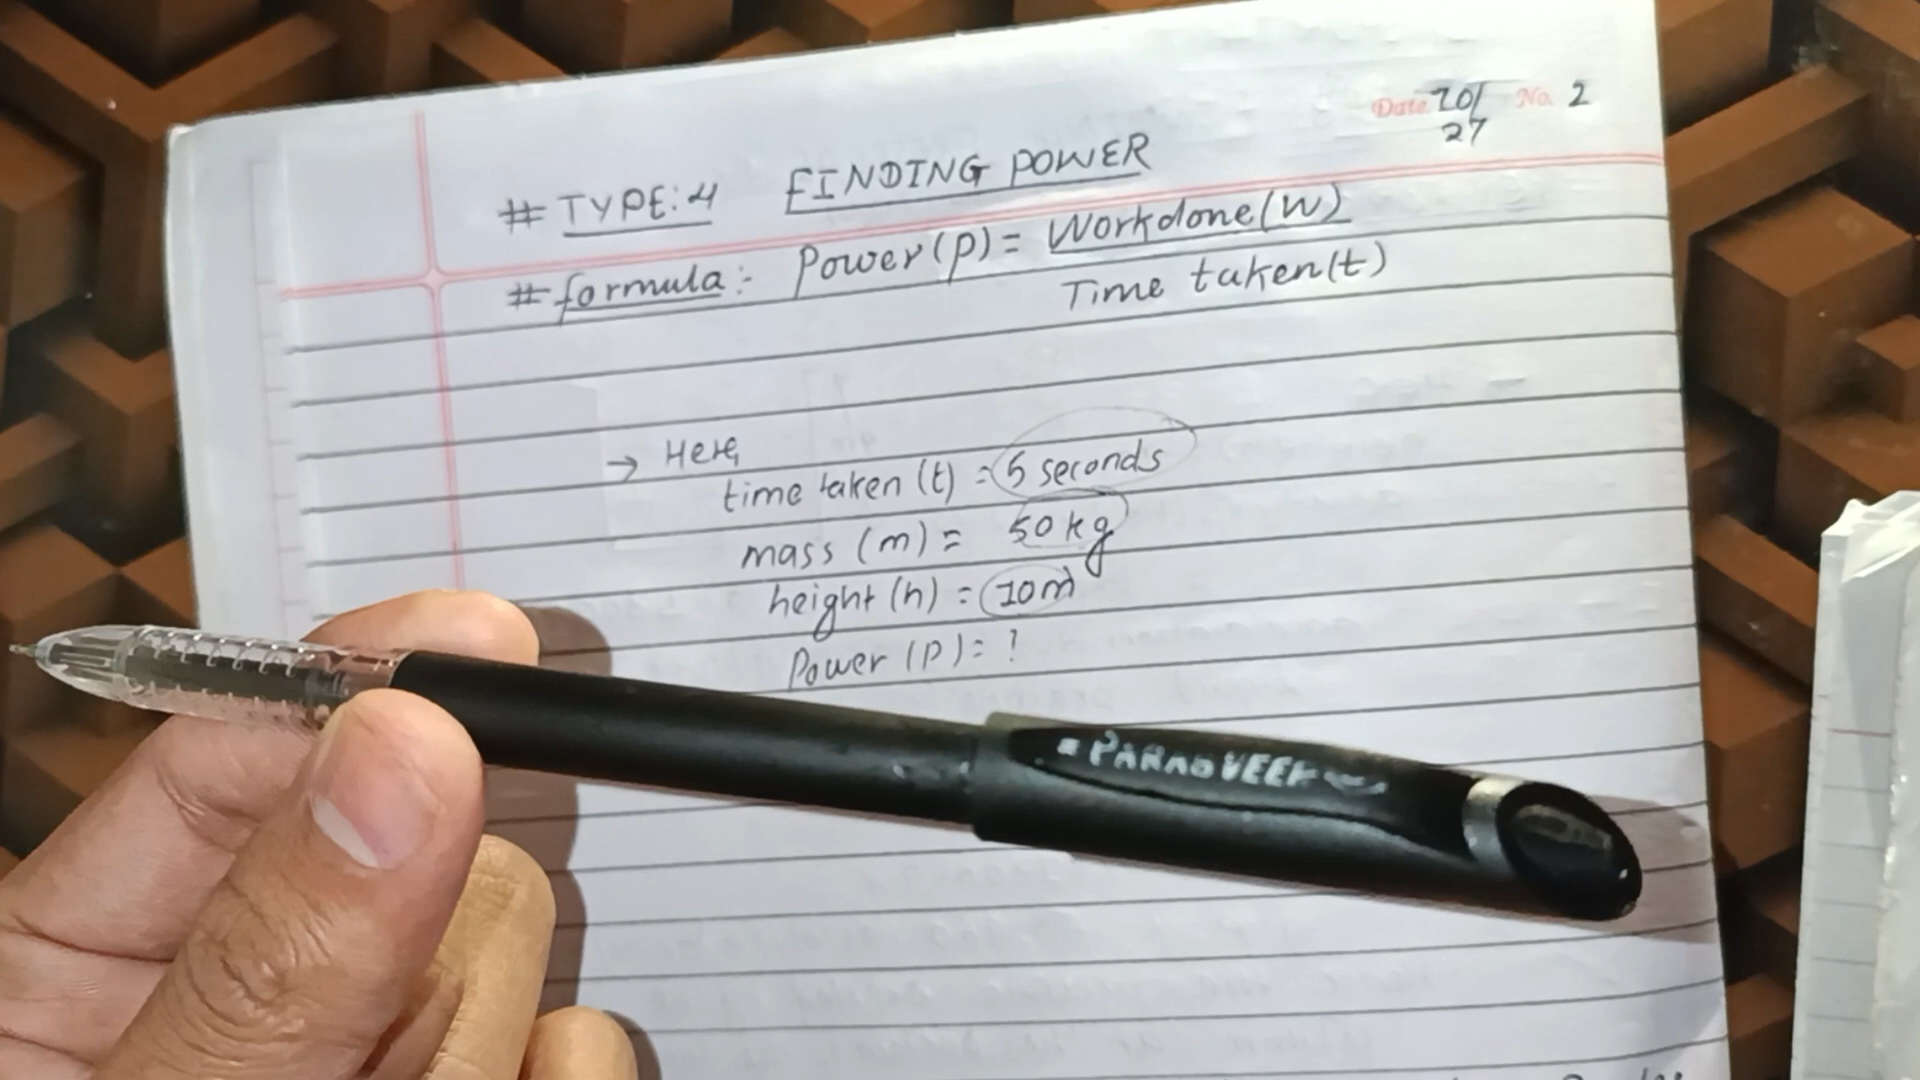 Date 20/27 No. 2
# TYPE:4 FINDING POWER
# formula:- Power(p) = Workdone(W)
Time taken(t)
→ Here,
time taken (t) = 5 seconds
mass (m) = 50 kg
height (h) = 10m
Power (p) = ?